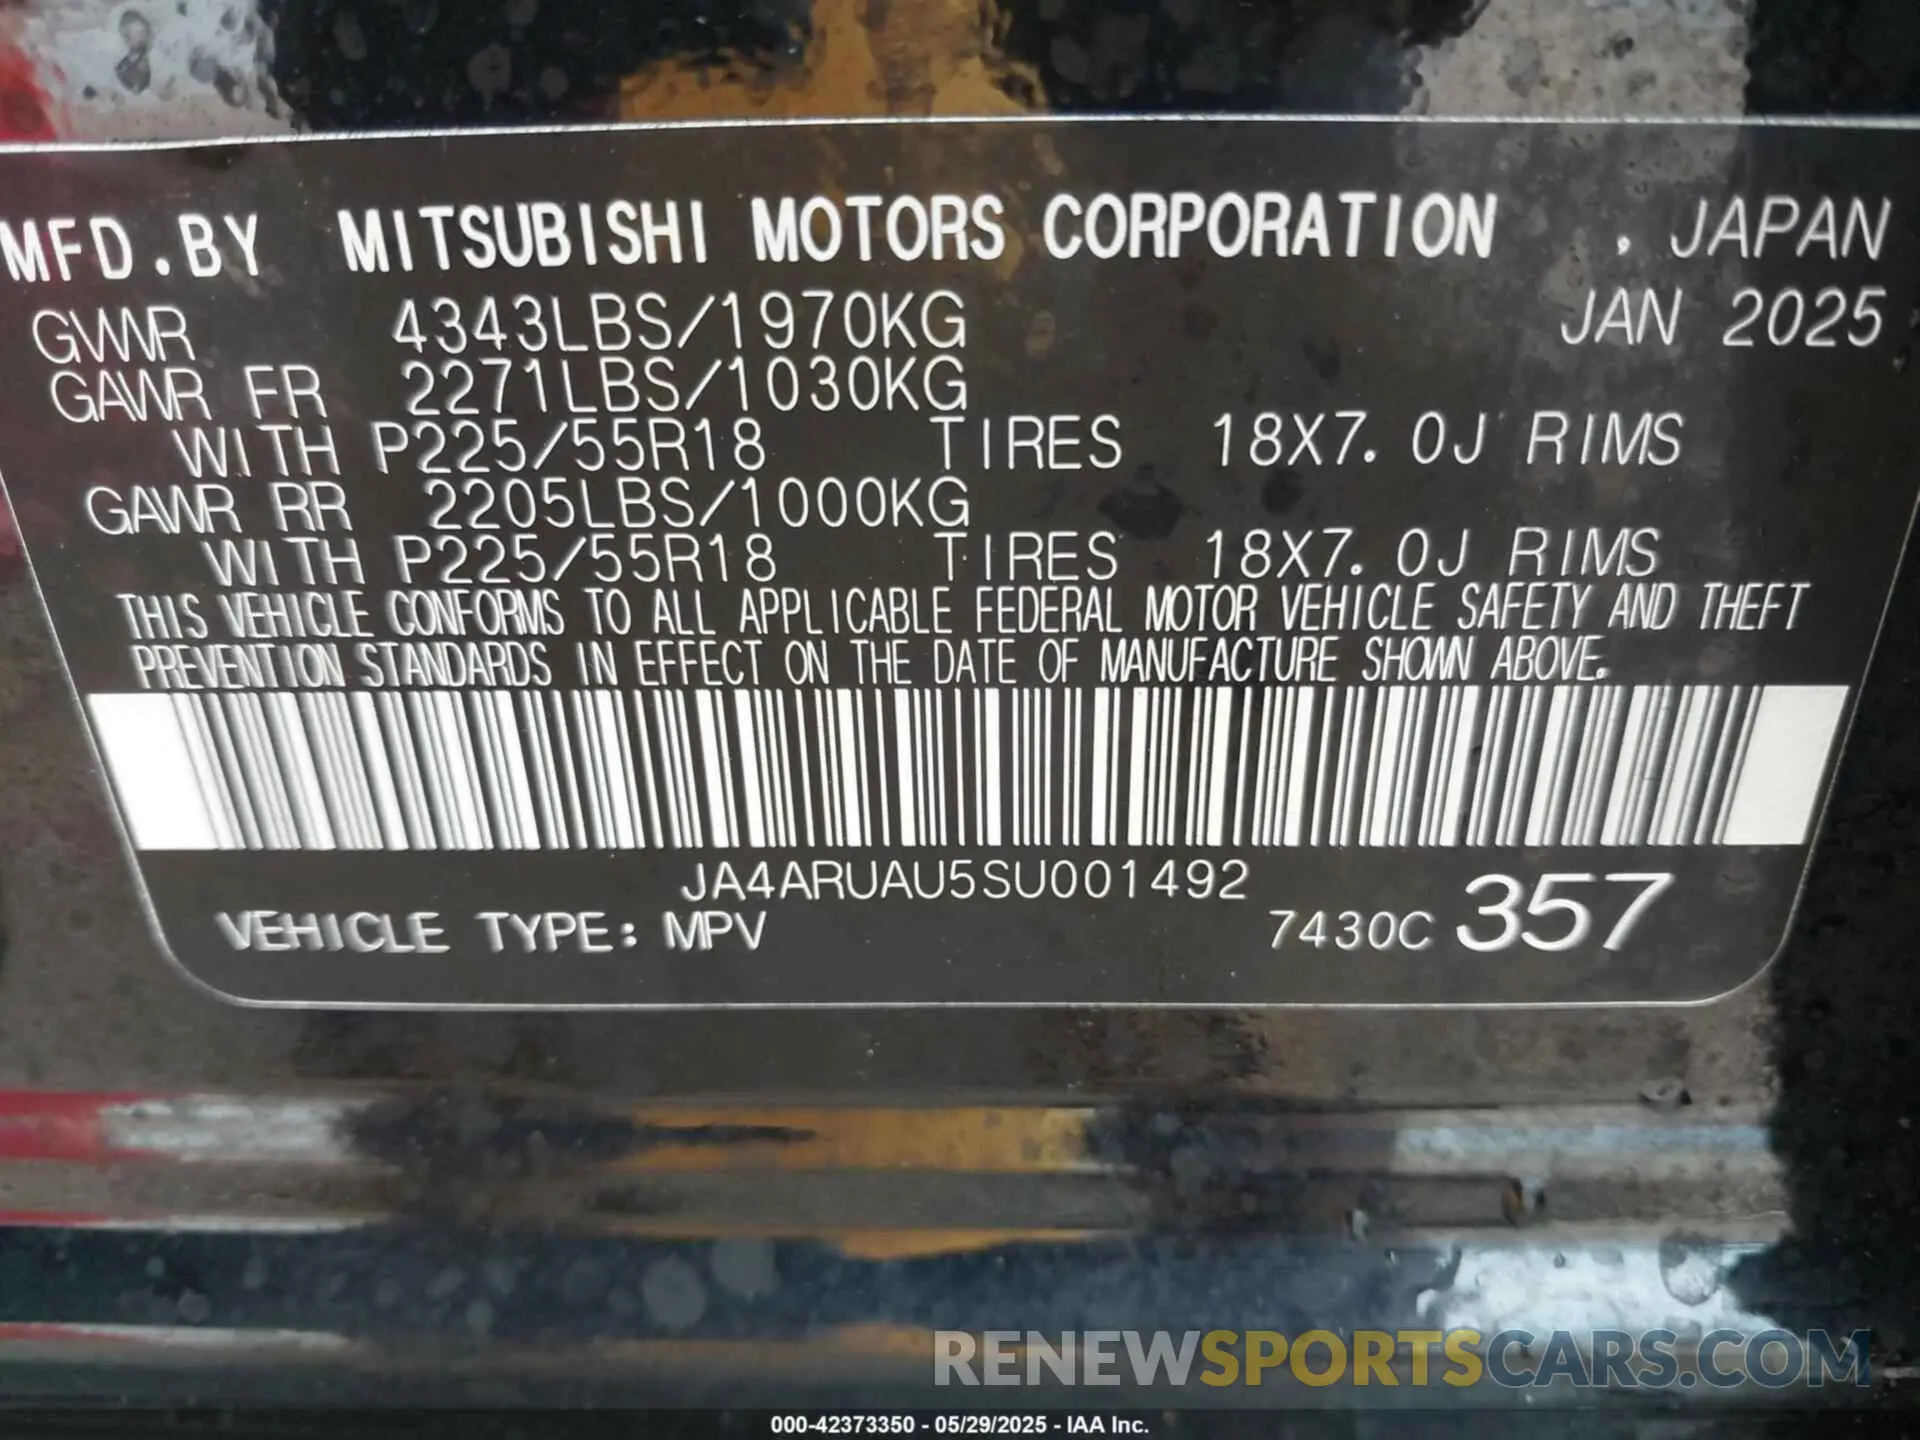 MFD.BY MITSUBISHI MOTORS CORPORATION , JAPAN
GVWR 4343LBS/1970KG JAN 2025
GAWR FR 2271LBS/1030KG
WITH P225/55R18 TIRES 18X7.0J RIMS
GAWR RR 2205LBS/1000KG
WITH P225/55R18 TIRES 18X7.0J RIMS
THIS VEHICLE CONFORMS TO ALL APPLICABLE FEDERAL MOTOR VEHICLE SAFETY AND THEFT
PREVENTION STANDARDS IN EFFECT ON THE DATE OF MANUFACTURE SHOWN ABOVE.
JA4ARUAU5SU001492
VEHICLE TYPE: MPV 7430C 357
RENEWSPORTSCARS.COM
000-42373350 - 05/29/2025 - IAA Inc.